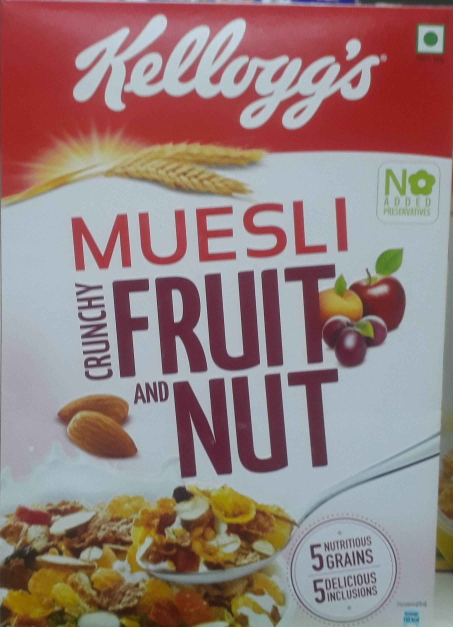 Kellogg's
NO
ADDED
PRESERVATIVES
MUESLI
CRUNCHY
FRUIT
AND
NUT
5 NUTRITIOUS
GRAINS
5 DELICIOUS
INCLUSIONS